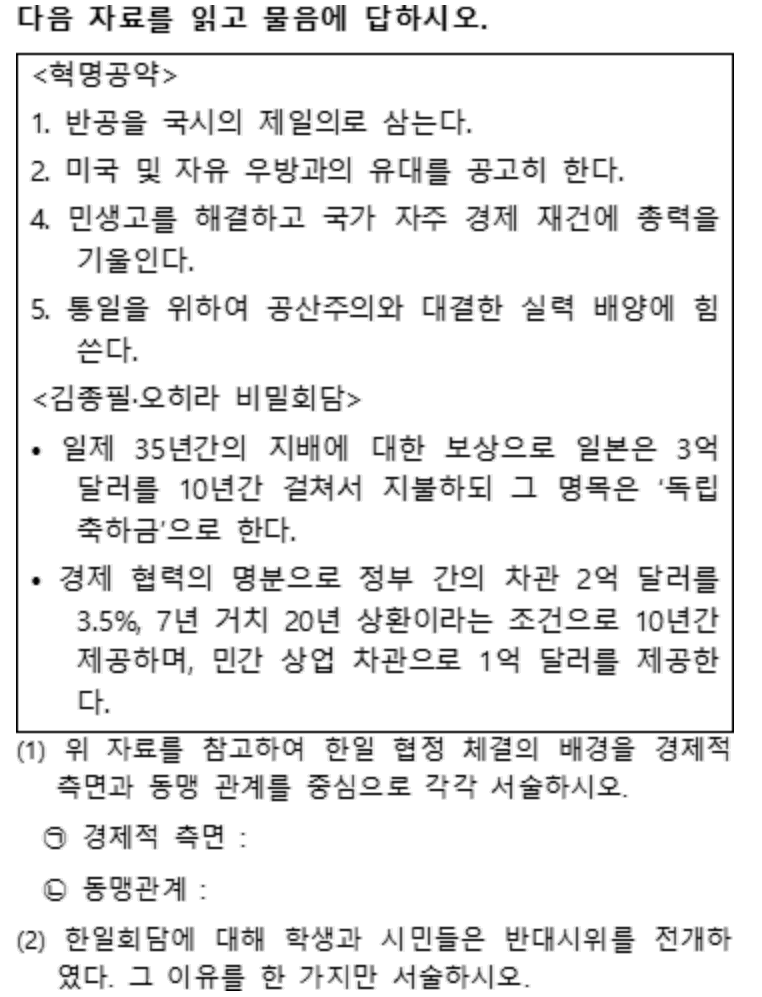 다음 자료를 읽고 물음에 답하시오.
<혁명공약>
1. 반공을 국시의 제일의로 삼는다.
2. 미국 및 자유 우방과의 유대를 공고히 한다.
4. 민생고를 해결하고 국가 자주 경제 재건에 총력을
기울인다.
5. 통일을 위하여 공산주의와 대결한 실력 배양에 힘
쓴다.
<김종필·오히라 비밀회담>
• 일제 35년간의 지배에 대한 보상으로 일본은 3억
달러를 10년간 걸쳐서 지불하되 그 명목은 ‘독립
축하금’으로 한다.
• 경제 협력의 명분으로 정부 간의 차관 2억 달러를
3.5%, 7년 거치 20년 상환이라는 조건으로 10년간
제공하며, 민간 상업 차관으로 1억 달러를 제공한
다.
(1) 위 자료를 참고하여 한일 협정 체결의 배경을 경제적
측면과 동맹 관계를 중심으로 각각 서술하시오.
㉠ 경제적 측면 :
㉡ 동맹관계 :
(2) 한일회담에 대해 학생과 시민들은 반대시위를 전개하
였다. 그 이유를 한 가지만 서술하시오.